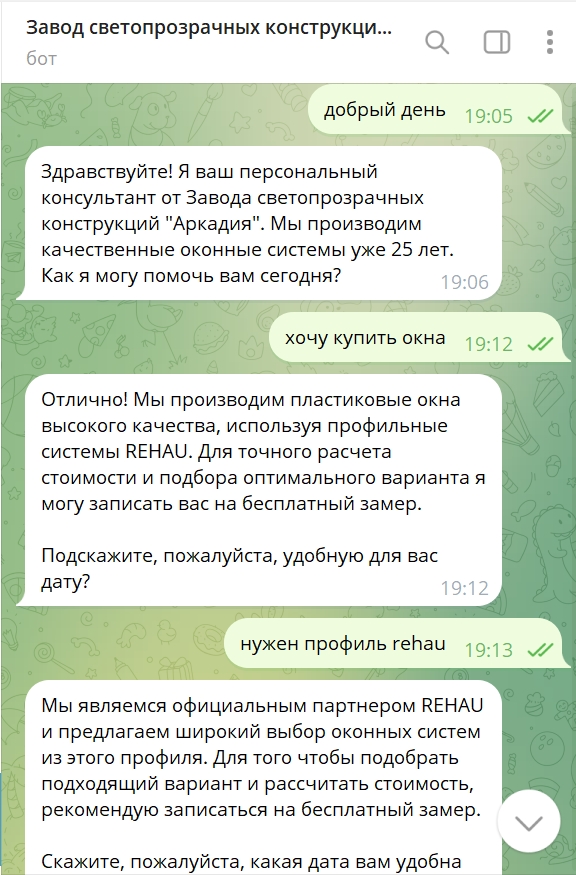 Завод светопрозрачных конструкци...
бот
добрый день 19:05
Здравствуйте! Я ваш персональный
консультант от Завода светопрозрачных
конструкций "Аркадия". Мы производим
качественные оконные системы уже 25 лет.
Как я могу помочь вам сегодня?
19:06
хочу купить окна 19:12
Отлично! Мы производим пластиковые окна
высокого качества, используя профильные
системы REHAU. Для точного расчета
стоимости и подбора оптимального варианта я
могу записать вас на бесплатный замер.
Подскажите, пожалуйста, удобную для вас
дату?
19:12
нужен профиль rehau 19:13
Мы являемся официальным партнером REHAU
и предлагаем широкий выбор оконных систем
из этого профиля. Для того чтобы подобрать
подходящий вариант и рассчитать стоимость,
рекомендую записаться на бесплатный замер.
Скажите, пожалуйста, какая дата вам удобна